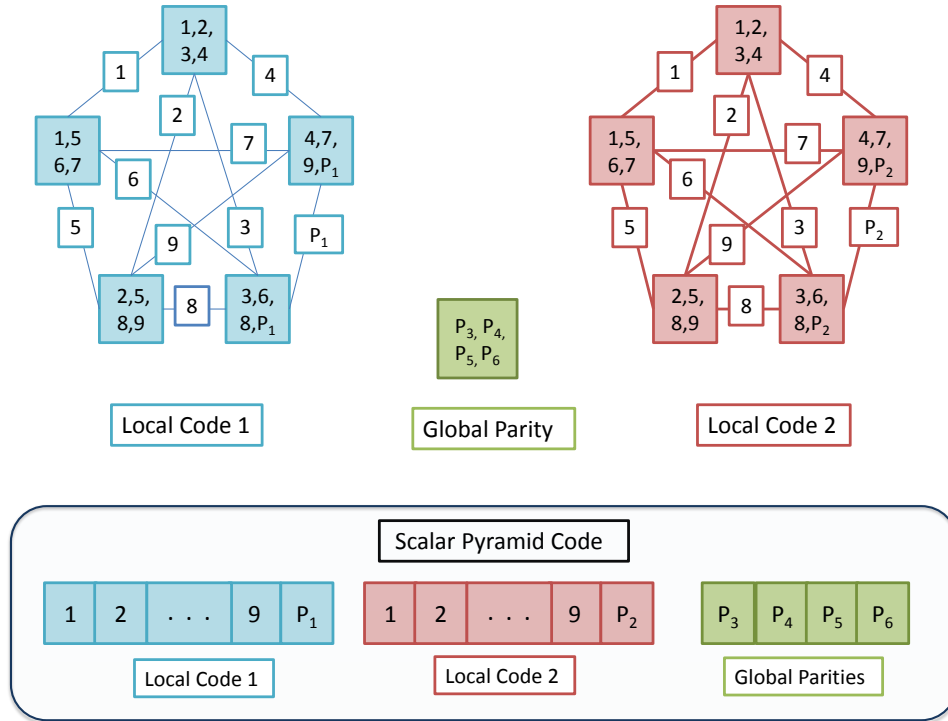 1,2,
3,4
1
4
2
1,5
6,7
7
4,7,
9,P₁
6
5
3
P₁
9
2,5,
8,9
8
3,6,
8,P₁
Local Code 1
P₃, P₄,
P₅, P₆
Global Parity
1,2,
3,4
1
4
2
1,5,
6,7
7
4,7,
9,P₂
6
5
3
P₂
9
2,5,
8,9
8
3,6,
8,P₂
Local Code 2
Scalar Pyramid Code
1 2 . . . 9 P₁
1 2 . . . 9 P₂
P₃ P₄ P₅ P₆
Local Code 1
Local Code 2
Global Parities